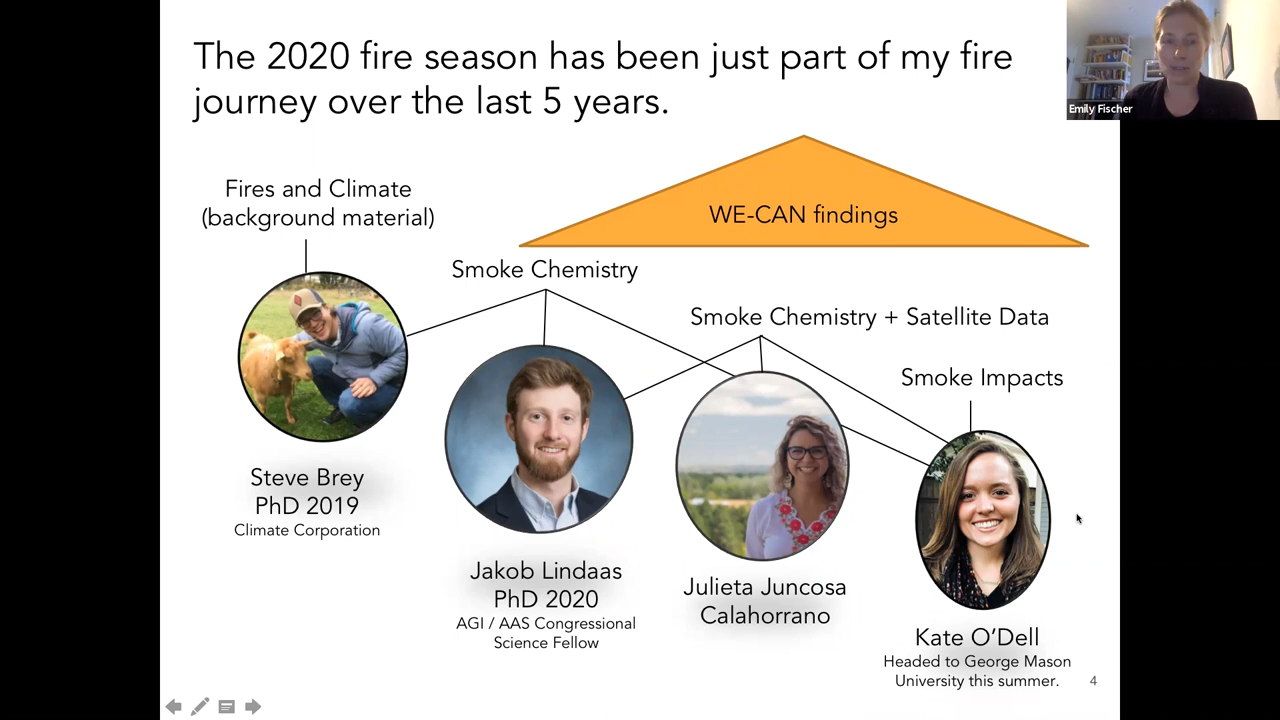 The 2020 fire season has been just part of my fire
journey over the last 5 years.
Emily Fischer
Fires and Climate
(background material)
WE-CAN findings
Smoke Chemistry
Smoke Chemistry + Satellite Data
Smoke Impacts
Steve Brey
PhD 2019
Climate Corporation
Jakob Lindaas
PhD 2020
AGI / AAS Congressional
Science Fellow
Julieta Juncosa
Calahorrano
Kate O’Dell
Headed to George Mason
University this summer.
4